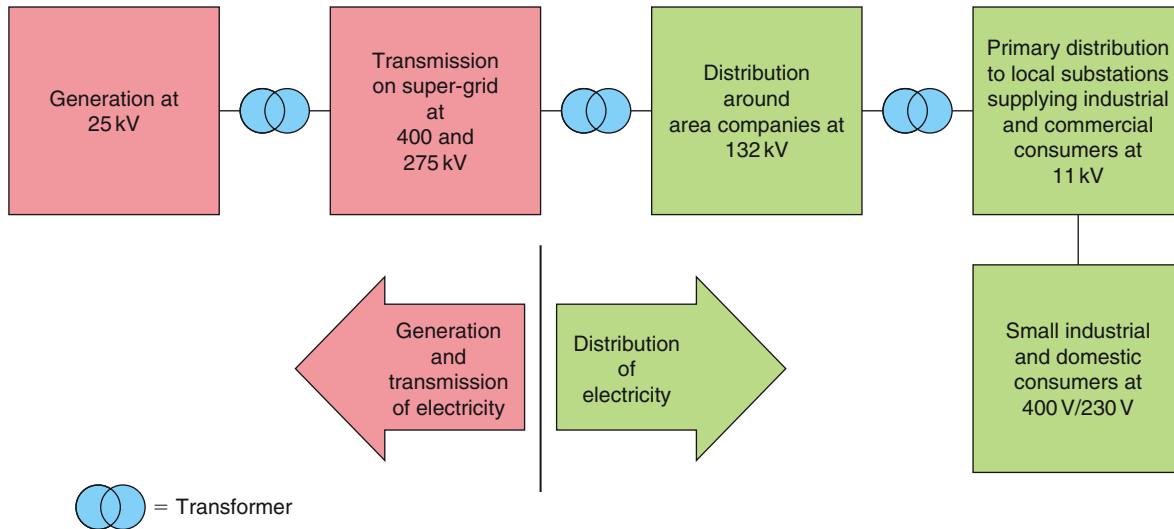 Generation at
25 kV
Transmission
on super-grid
at
400 and
275 kV
Distribution
around
area companies at
132 kV
Primary distribution
to local substations
supplying industrial
and commercial
consumers at
11 kV
Generation
and
transmission
of electricity
Distribution
of
electricity
Small industrial
and domestic
consumers at
400 V/230 V
= Transformer